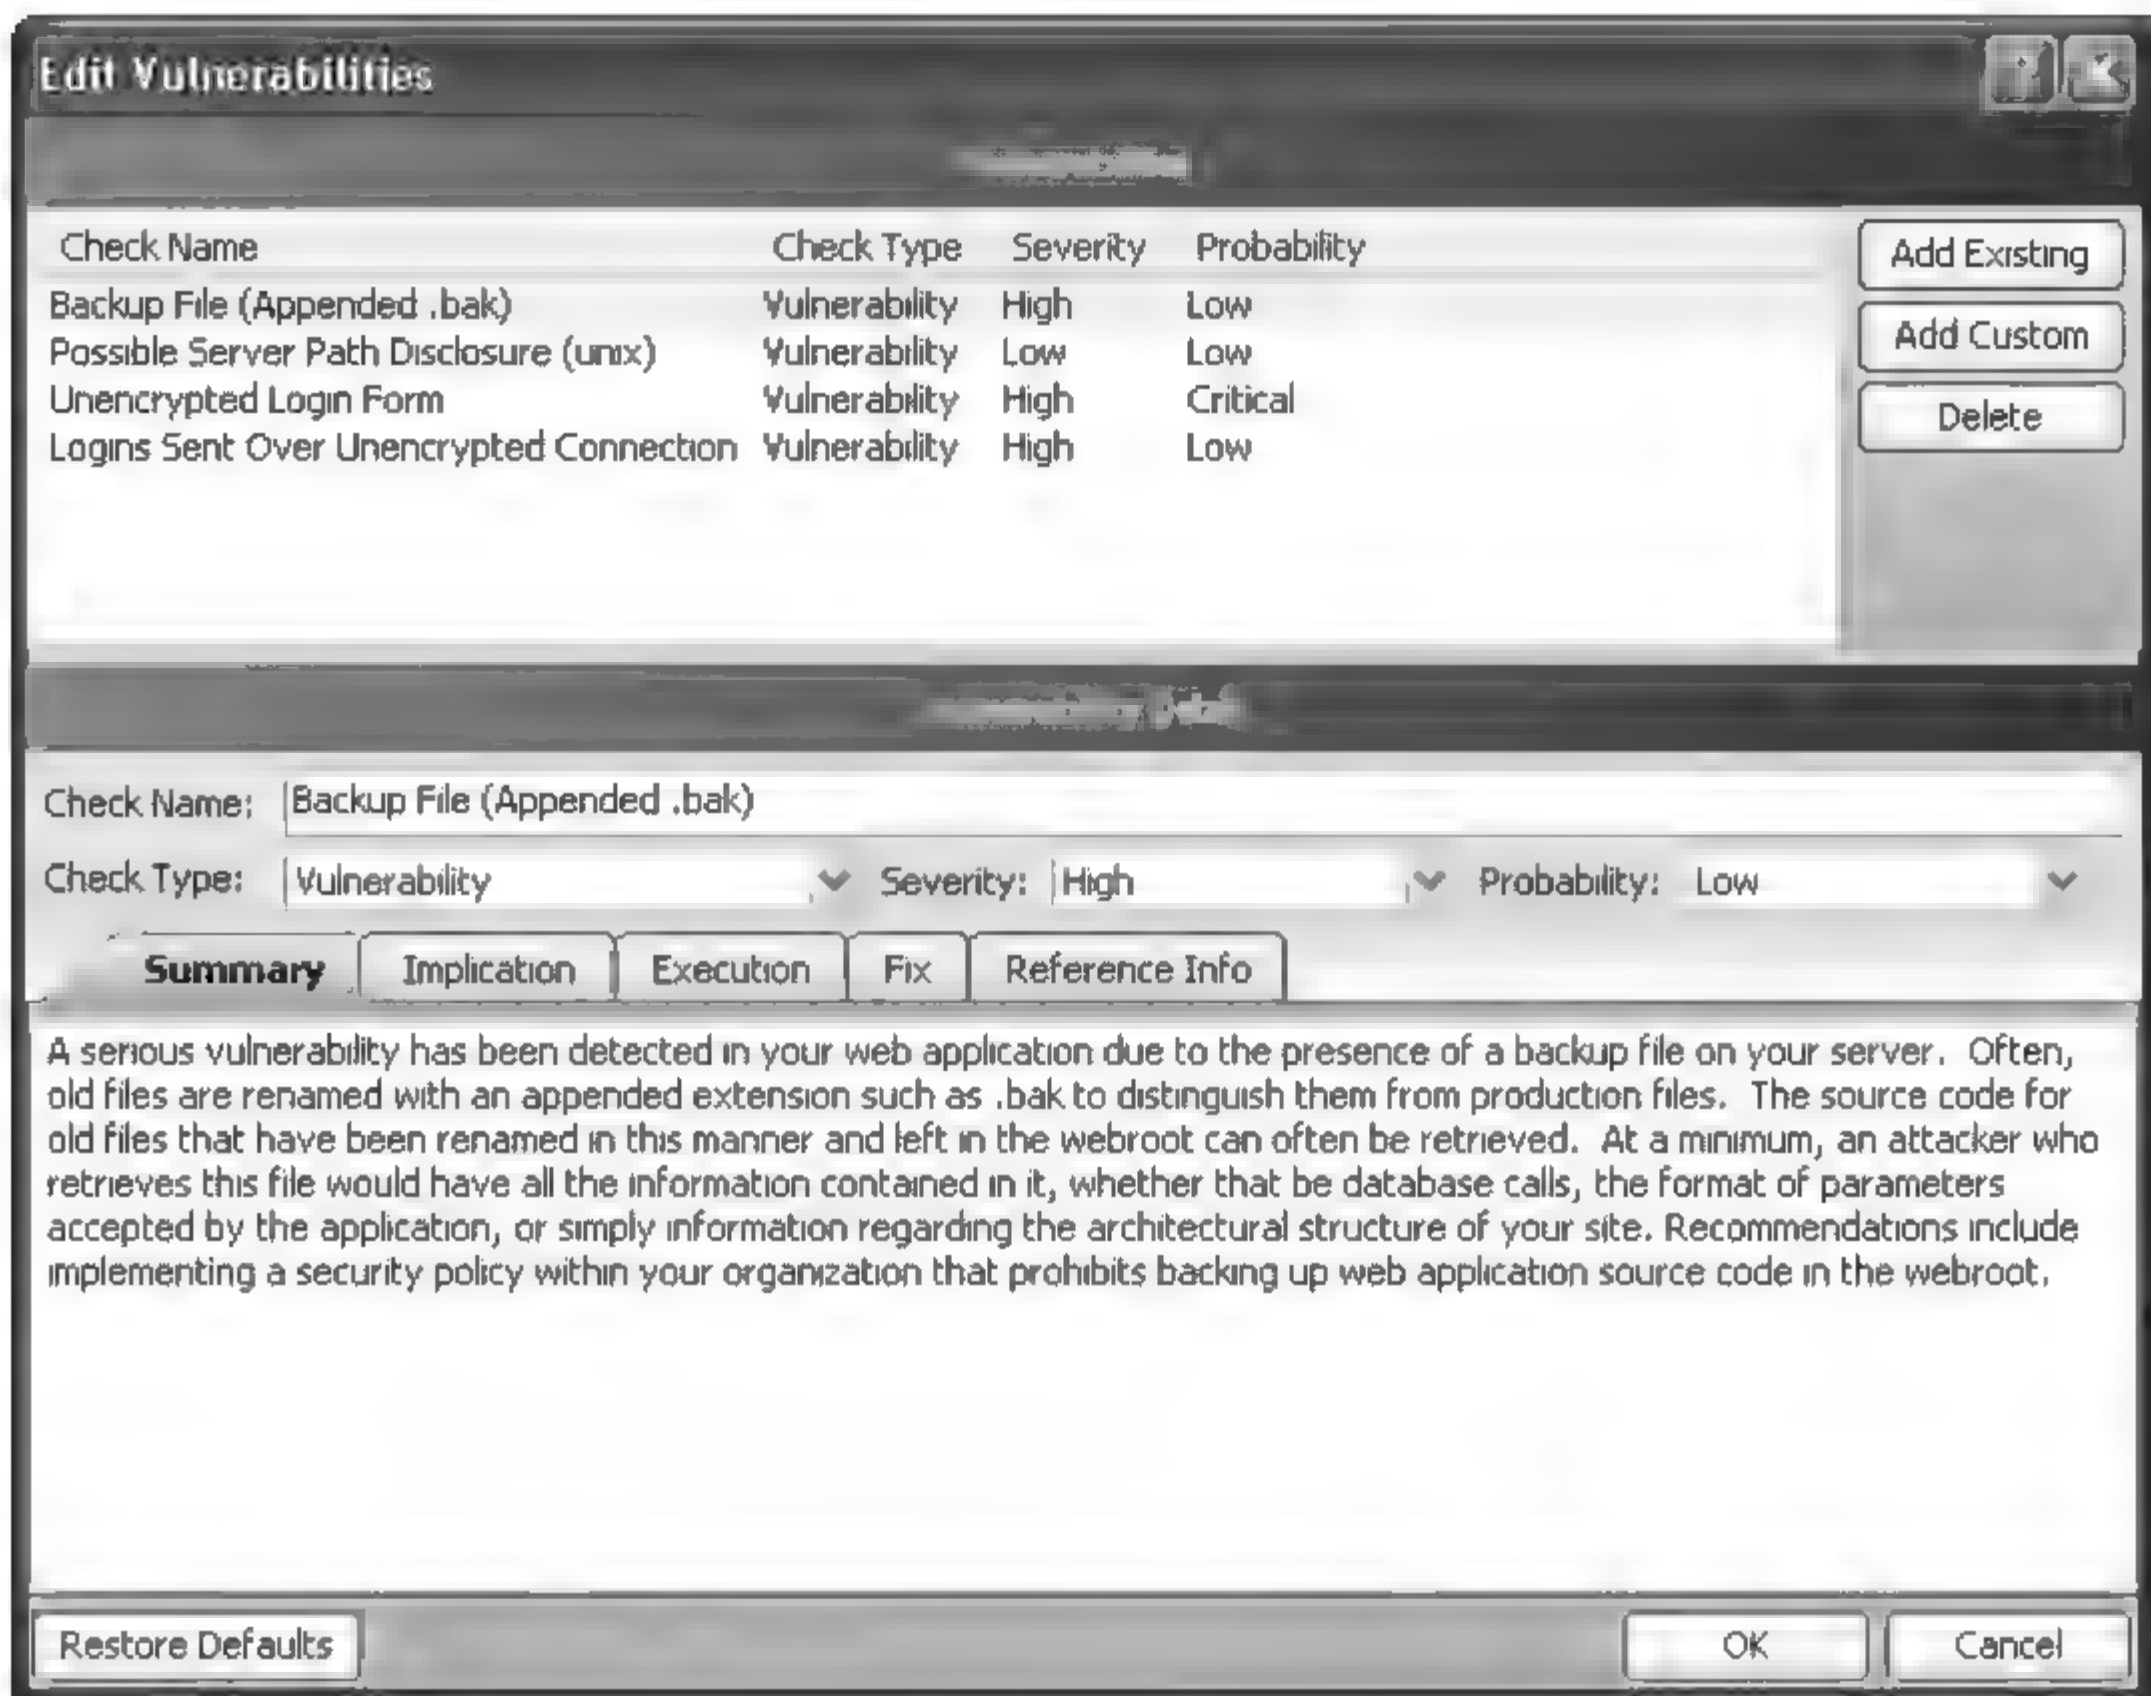 Edit Vulnerabilities
Check Name Check Type Severity Probability
Backup File (Appended .bak) Vulnerability High Low
Possible Server Path Disclosure (unix) Vulnerability Low Low
Unencrypted Login Form Vulnerability High Critical
Logins Sent Over Unencrypted Connection Vulnerability High Low
Add Existing
Add Custom
Delete
Check Name: Backup File (Appended .bak)
Check Type: Vulnerability Severity: High Probability: Low
Summary Implication Execution Fix Reference Info
A serious vulnerability has been detected in your web application due to the presence of a backup file on your server. Often,
old files are renamed with an appended extension such as .bak to distinguish them from production files. The source code for
old files that have been renamed in this manner and left in the webroot can often be retrieved. At a minimum, an attacker who
retrieves this file would have all the information contained in it, whether that be database calls, the format of parameters
accepted by the application, or simply information regarding the architectural structure of your site. Recommendations include
implementing a security policy within your organization that prohibits backing up web application source code in the webroot.
Restore Defaults OK Cancel